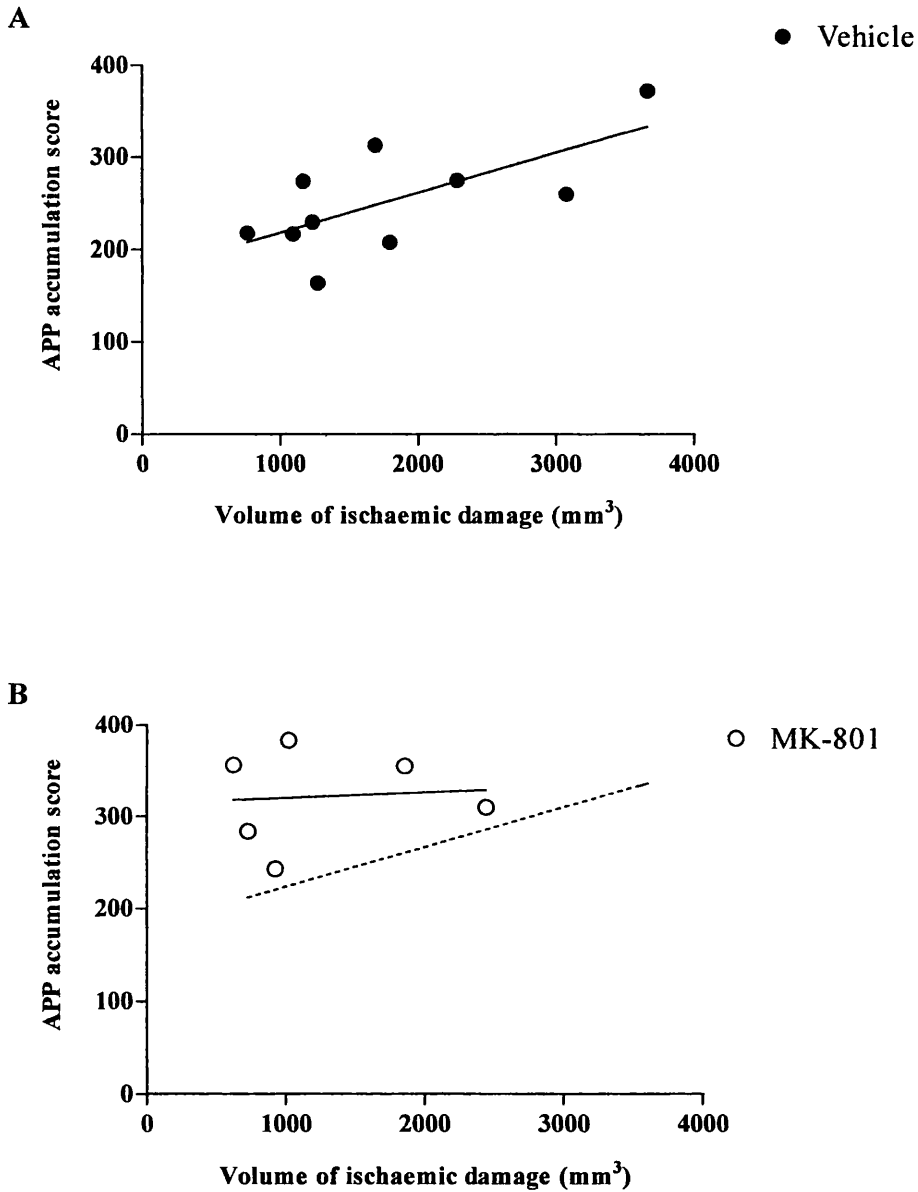 A
Vehicle
400
300
200
100
0
APP accumulation score
0 1000 2000 3000 4000
Volume of ischaemic damage (mm³)
B
MK-801
400
300
200
100
0
APP accumulation score
0 1000 2000 3000 4000
Volume of ischaemic damage (mm³)